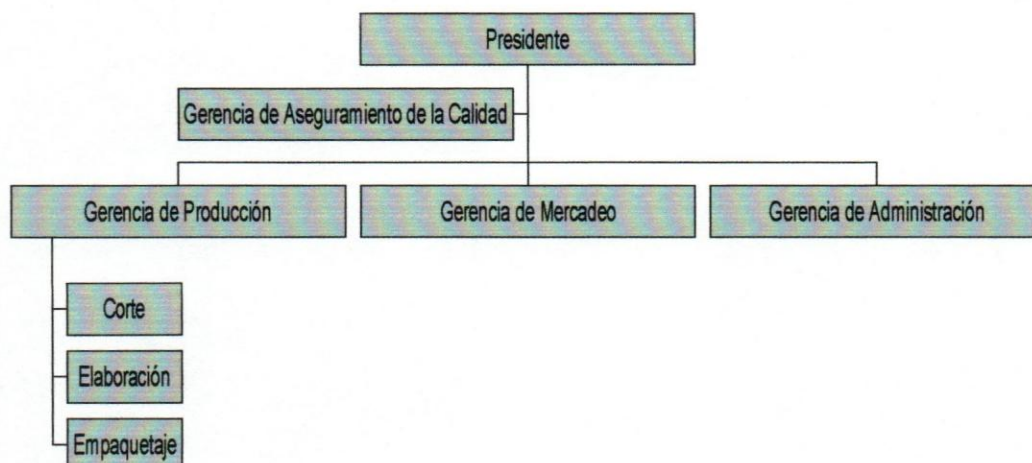 Presidente
Gerencia de Aseguramiento de la Calidad
Gerencia de Producción
Gerencia de Mercadeo
Gerencia de Administración
Corte
Elaboración
Empaquetaje